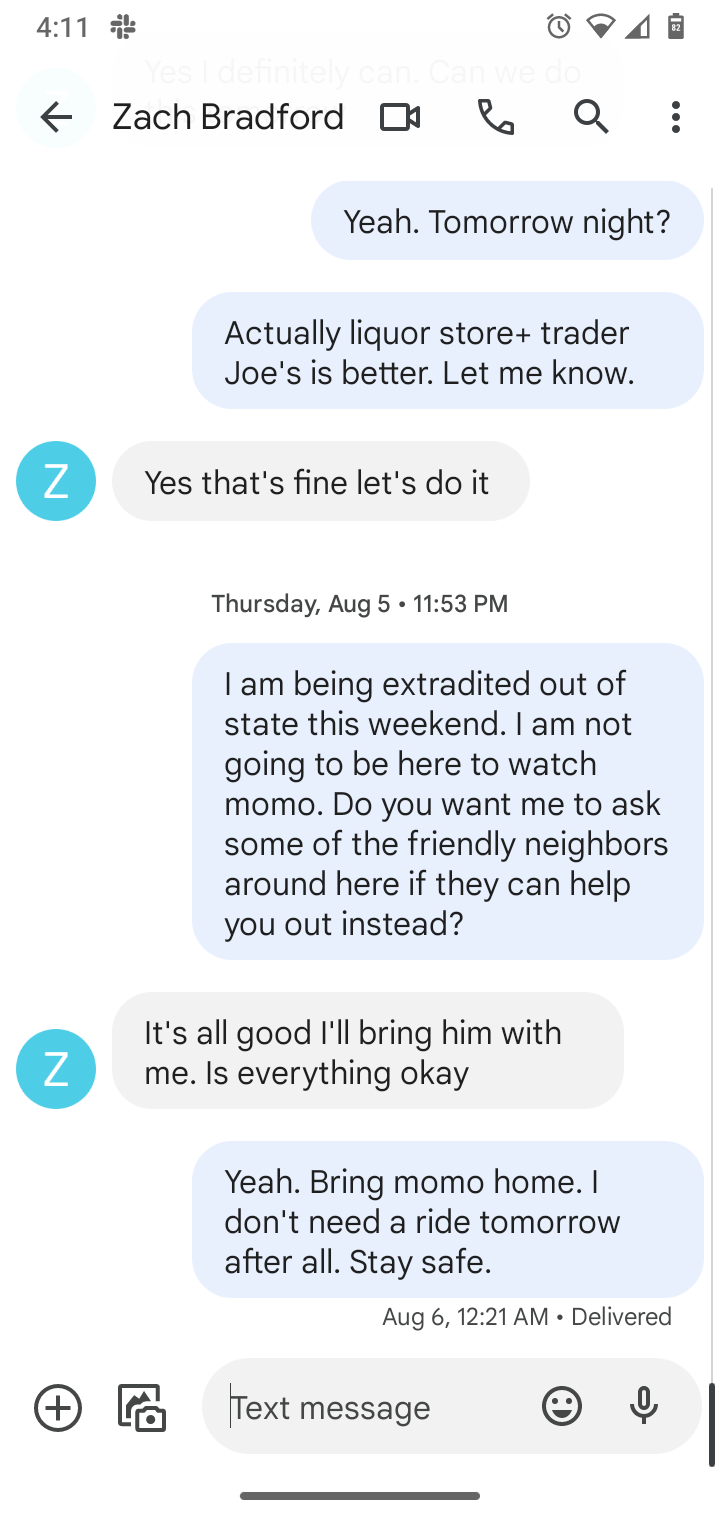 4:11
82
Yes I definitely can. Can we do
Zach Bradford
Yeah. Tomorrow night?
Actually liquor store+ trader
Joe's is better. Let me know.
Z
Yes that's fine let's do it
Thursday, Aug 5 • 11:53 PM
I am being extradited out of
state this weekend. I am not
going to be here to watch
momo. Do you want me to ask
some of the friendly neighbors
around here if they can help
you out instead?
It's all good I'll bring him with
me. Is everything okay
Z
Yeah. Bring momo home. I
don't need a ride tomorrow
after all. Stay safe.
Aug 6, 12:21 AM • Delivered
Text message